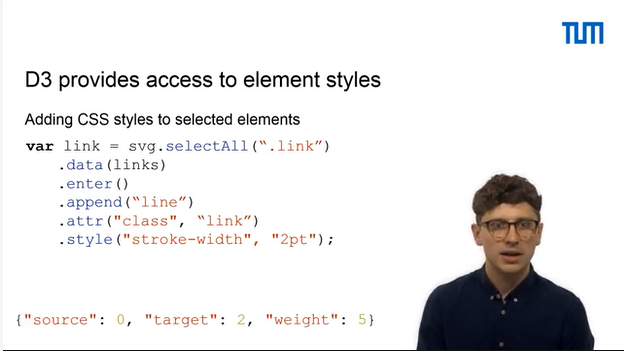 TUM
D3 provides access to element styles
Adding CSS styles to selected elements
var link = svg.selectAll(“.link”)
.data(links)
.enter()
.append(“line”)
.attr("class", “link”)
.style("stroke-width", "2pt");
{"source": 0, "target": 2, "weight": 5}